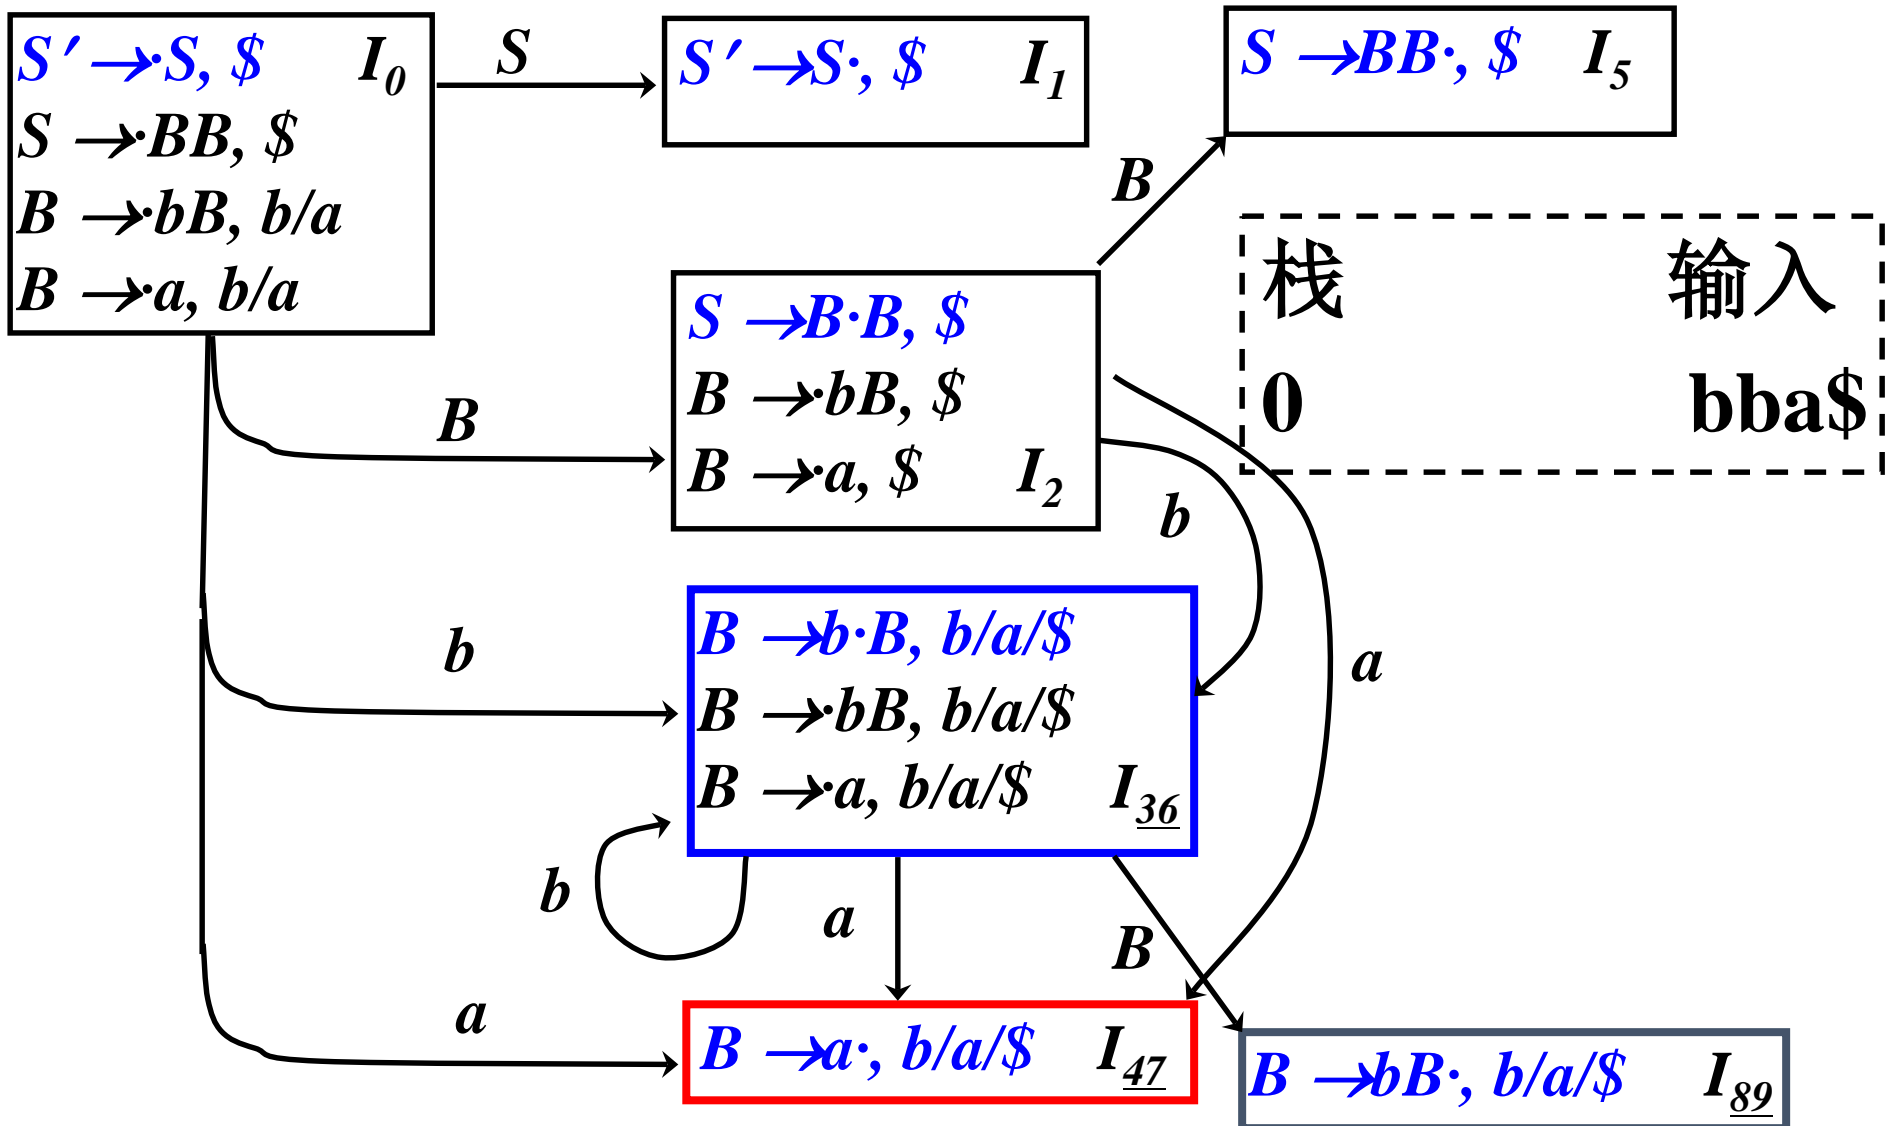 S′→·S, $ I0
S →·BB, $
B →·bB, b/a
B →·a, b/a
S
S′→S·, $ I1
B
S →BB·, $ I5
栈 输入
0 bba$
B
S →B·B, $
B →·bB, $
B →·a, $ I2
b
a
b
B →b·B, b/a/$
B →·bB, b/a/$
B →·a, b/a/$ I36
b
a
B
a
B →a·, b/a/$ I47
B →bB·, b/a/$ I89